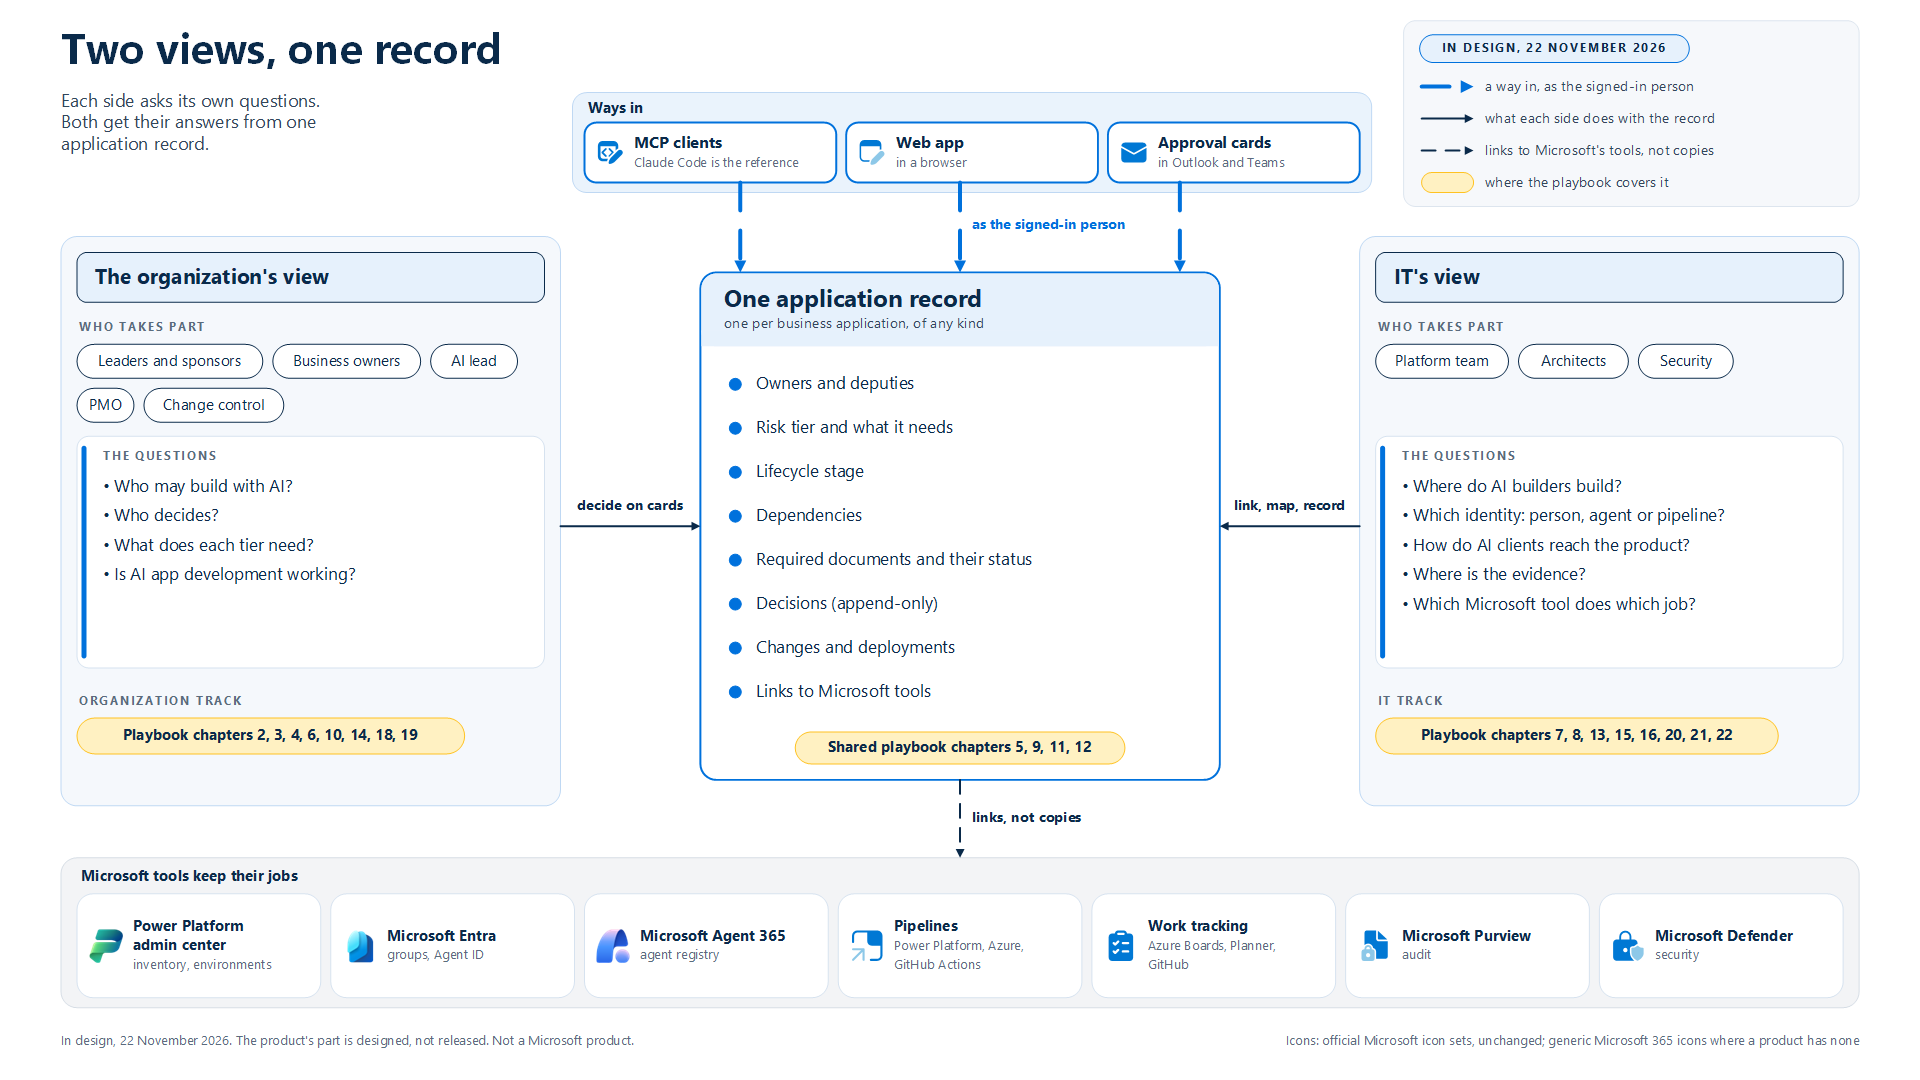 Two views, one record
Each side asks its own questions.
Both get their answers from one
application record.
IN DESIGN, 22 NOVEMBER 2026
a way in, as the signed-in person
what each side does with the record
links to Microsoft's tools, not copies
where the playbook covers it
Ways in
MCP clients
Claude Code is the reference
Web app
in a browser
Approval cards
in Outlook and Teams
as the signed-in person
The organization's view
WHO TAKES PART
Leaders and sponsors
Business owners
AI lead
PMO
Change control
THE QUESTIONS
• Who may build with AI?
• Who decides?
• What does each tier need?
• Is AI app development working?
ORGANIZATION TRACK
Playbook chapters 2, 3, 4, 6, 10, 14, 18, 19
decide on cards
One application record
one per business application, of any kind
Owners and deputies
Risk tier and what it needs
Lifecycle stage
Dependencies
Required documents and their status
Decisions (append-only)
Changes and deployments
Links to Microsoft tools
Shared playbook chapters 5, 9, 11, 12
link, map, record
IT's view
WHO TAKES PART
Platform team
Architects
Security
THE QUESTIONS
• Where do AI builders build?
• Which identity: person, agent or pipeline?
• How do AI clients reach the product?
• Where is the evidence?
• Which Microsoft tool does which job?
IT TRACK
Playbook chapters 7, 8, 13, 15, 16, 20, 21, 22
links, not copies
Microsoft tools keep their jobs
Power Platform
admin center
inventory, environments
Microsoft Entra
groups, Agent ID
Microsoft Agent 365
agent registry
Pipelines
Power Platform, Azure,
GitHub Actions
Work tracking
Azure Boards, Planner,
GitHub
Microsoft Purview
audit
Microsoft Defender
security
In design, 22 November 2026. The product's part is designed, not released. Not a Microsoft product.
Icons: official Microsoft icon sets, unchanged; generic Microsoft 365 icons where a product has none